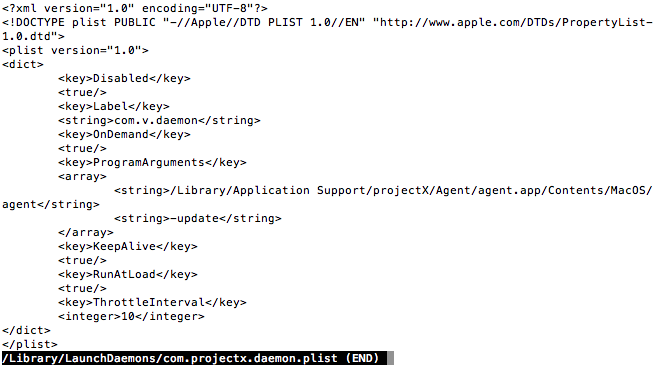 <?xml version="1.0" encoding="UTF-8"?>
<!DOCTYPE plist PUBLIC "-//Apple//DTD PLIST 1.0//EN" "http://www.apple.com/DTDs/PropertyList-
1.0.dtd">
<plist version="1.0">
<dict>
        <key>Disabled</key>
        <true/>
        <key>Label</key>
        <string>com.v.daemon</string>
        <key>OnDemand</key>
        <true/>
        <key>ProgramArguments</key>
        <array>
                <string>/Library/Application Support/projectX/Agent/agent.app/Contents/MacOS/
agent</string>
                <string>-update</string>
        </array>
        <key>KeepAlive</key>
        <true/>
        <key>RunAtLoad</key>
        <true/>
        <key>ThrottleInterval</key>
        <integer>10</integer>
</dict>
</plist>
/Library/LaunchDaemons/com.projectx.daemon.plist (END)